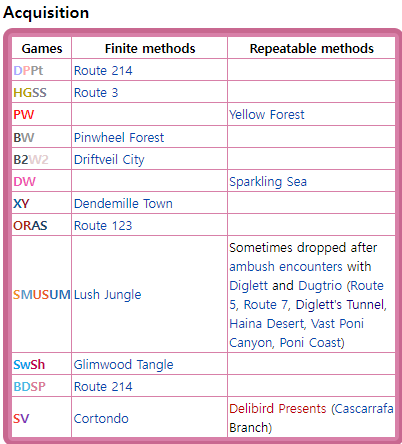 Acquisition
Games Finite methods Repeatable methods
DPPt Route 214
HGSS Route 3
PW Yellow Forest
BW Pinwheel Forest
B2W2 Driftveil City
DW Sparkling Sea
XY Dendemille Town
ORAS Route 123
SMUSUM Lush Jungle
Sometimes dropped after
ambush encounters with
Diglett and Dugtrio (Route
5, Route 7, Diglett's Tunnel,
Haina Desert, Vast Poni
Canyon, Poni Coast)
SwSh Glimwood Tangle
BDSP Route 214
SV Cortondo
Delibird Presents (Cascarrafa
Branch)